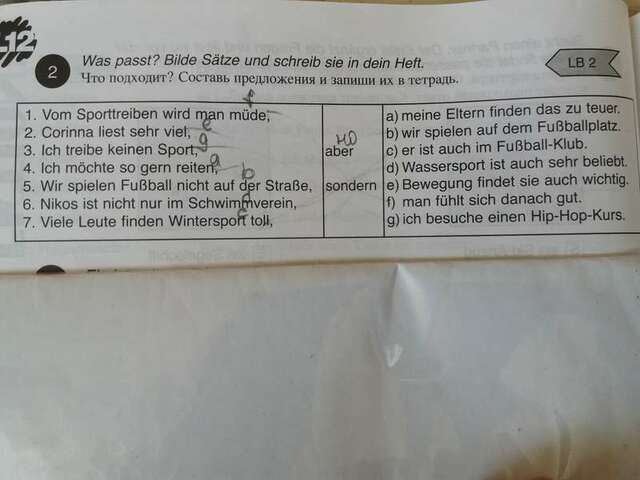 12
2 Was passt? Bilde Sätze und schreib sie in dein Heft. LB 2
Что подходит? Составь предложения и запиши их в тетрадь.
1. Vom Sporttreiben wird man müde,
2. Corinna liest sehr viel,
3. Ich treibe keinen Sport,
4. Ich möchte so gern reiten,
5. Wir spielen Fußball nicht auf der Straße,
6. Nikos ist nicht nur im Schwimmverein,
7. Viele Leute finden Wintersport toll,
f
e
g
a
b
но
aber
sondern
a) meine Eltern finden das zu teuer.
b) wir spielen auf dem Fußballplatz.
c) er ist auch im Fußball-Klub.
d) Wassersport ist auch sehr beliebt.
e) Bewegung findet sie auch wichtig.
f) man fühlt sich danach gut.
g) ich besuche einen Hip-Hop-Kurs.